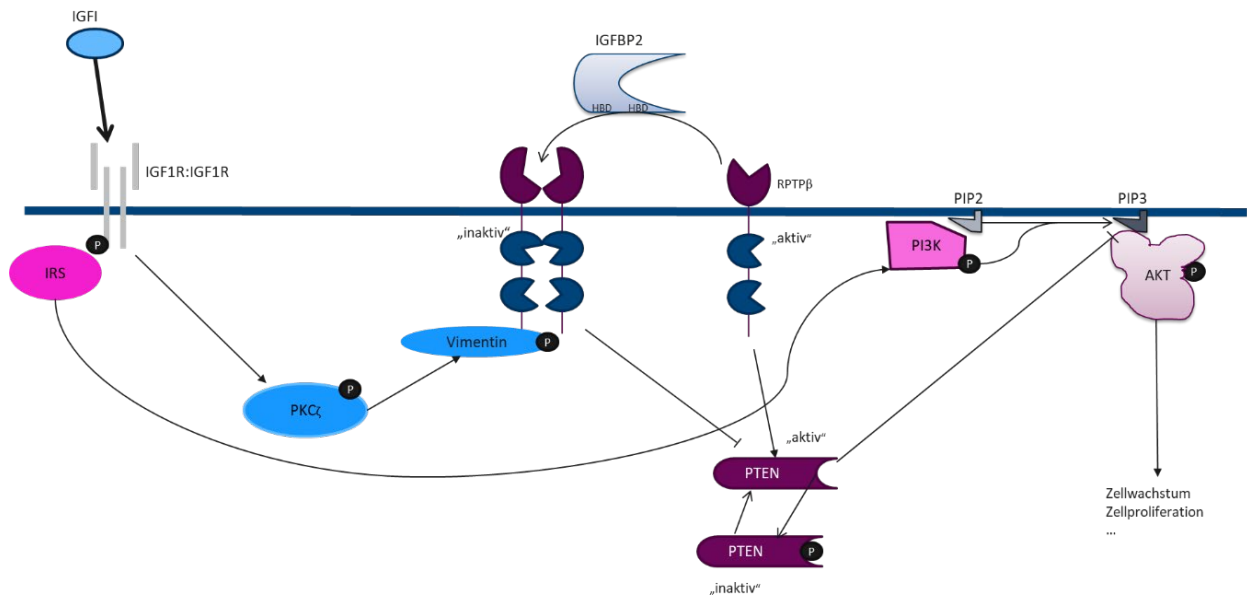 IGFI
IGFBP2
HBD HBD
IGF1R:IGF1R
RPTPβ
PIP2
PIP3
„inaktiv“
„aktiv“
P
IRS
PI3K
P
AKT
P
Vimentin
P
P
PKCζ
„aktiv“
PTEN
Zellwachstum
Zellproliferation
...
PTEN
P
„inaktiv“